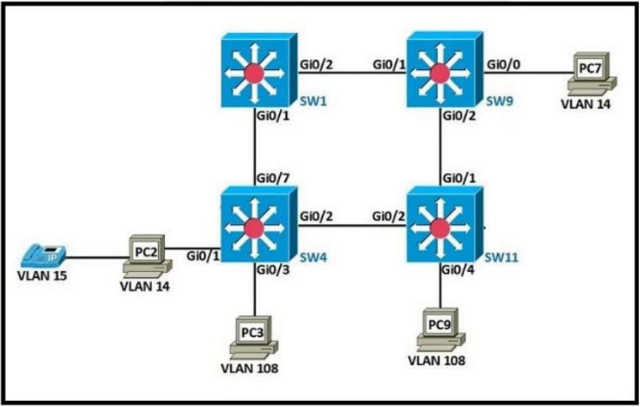 Gi0/2
Gi0/1
Gi0/0
PC7
SW1
SW9
VLAN 14
Gi0/1
Gi0/2
Gi0/7
Gi0/1
Gi0/2
Gi0/2
IP
PC2
Gi0/1
SW4
SW11
VLAN 15
VLAN 14
Gi0/3
Gi0/4
PC3
PC9
VLAN 108
VLAN 108